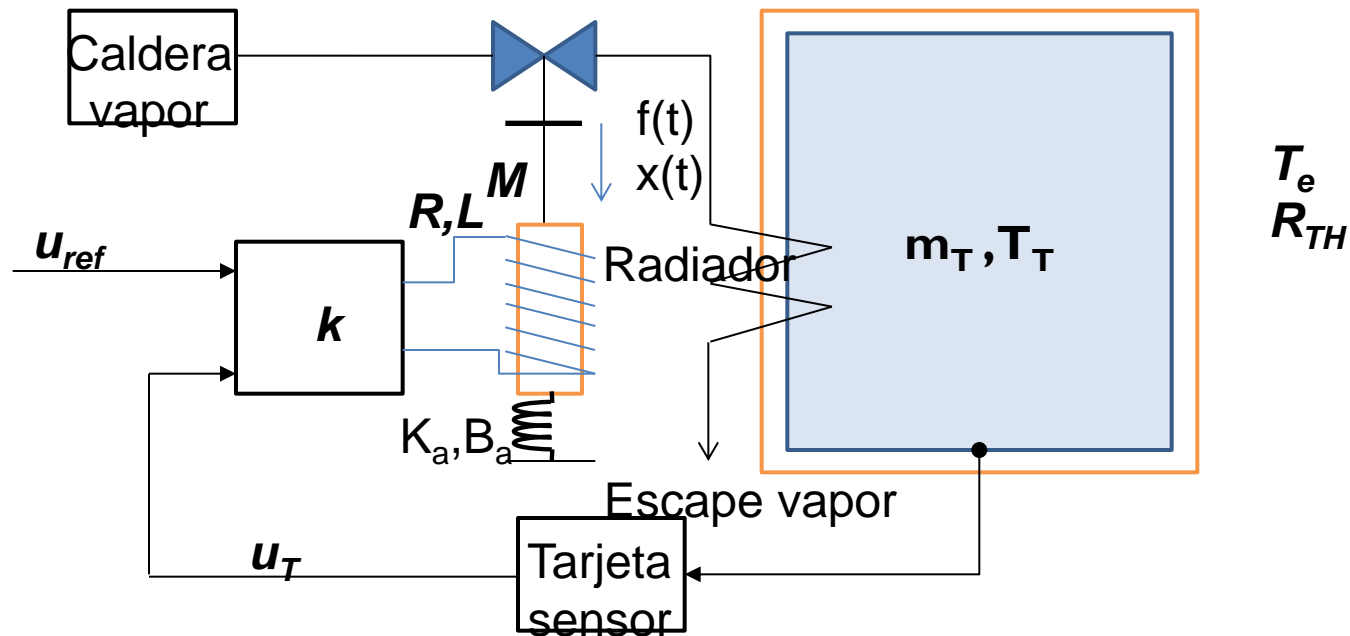 Caldera
vapor
f(t)
x(t)
M
R,L
u_ref
k
Radiador
m_T ,T_T
T_e
R_TH
K_a,B_a
Escape vapor
u_T
Tarjeta
sensor